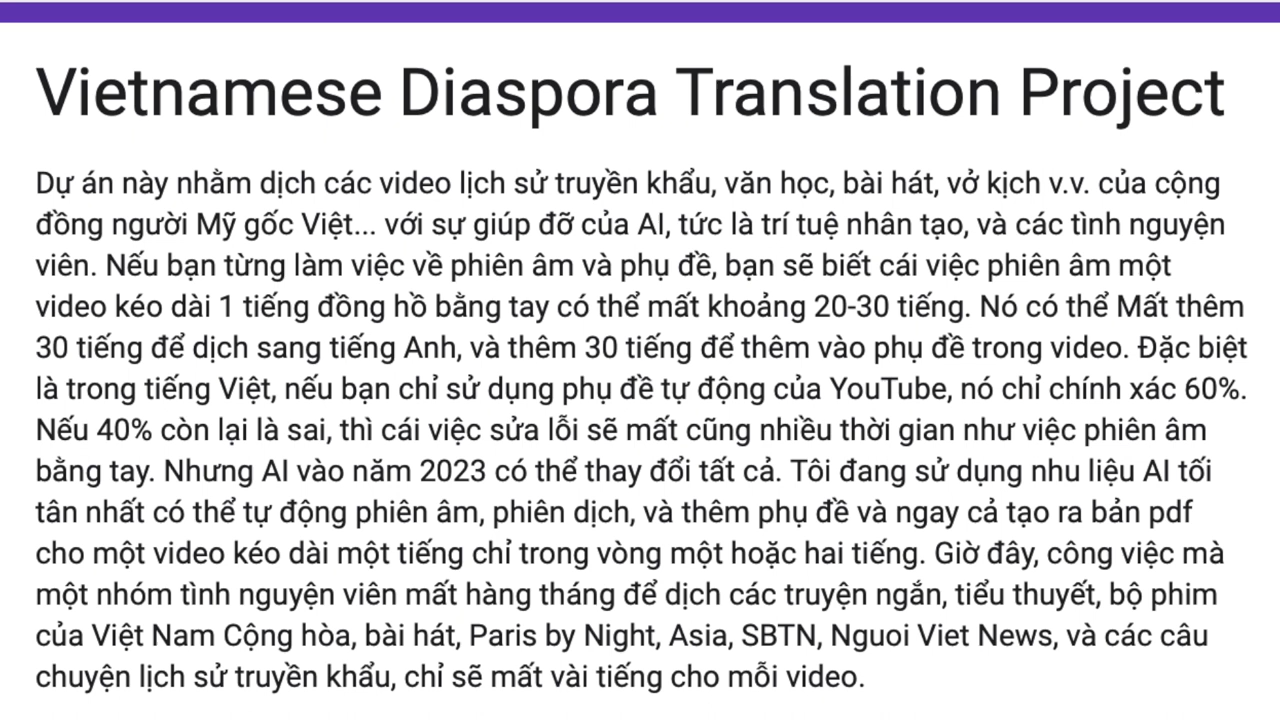 Vietnamese Diaspora Translation Project
Dự án này nhằm dịch các video lịch sử truyền khẩu, văn học, bài hát, vở kịch v.v. của cộng
đồng người Mỹ gốc Việt... với sự giúp đỡ của AI, tức là trí tuệ nhân tạo, và các tình nguyện
viên. Nếu bạn từng làm việc về phiên âm và phụ đề, bạn sẽ biết cái việc phiên âm một
video kéo dài 1 tiếng đồng hồ bằng tay có thể mất khoảng 20-30 tiếng. Nó có thể Mất thêm
30 tiếng để dịch sang tiếng Anh, và thêm 30 tiếng để thêm vào phụ đề trong video. Đặc biệt
là trong tiếng Việt, nếu bạn chỉ sử dụng phụ đề tự động của YouTube, nó chỉ chính xác 60%.
Nếu 40% còn lại là sai, thì cái việc sửa lỗi sẽ mất cũng nhiều thời gian như việc phiên âm
bằng tay. Nhưng AI vào năm 2023 có thể thay đổi tất cả. Tôi đang sử dụng nhu liệu AI tối
tân nhất có thể tự động phiên âm, phiên dịch, và thêm phụ đề và ngay cả tạo ra bản pdf
cho một video kéo dài một tiếng chỉ trong vòng một hoặc hai tiếng. Giờ đây, công việc mà
một nhóm tình nguyện viên mất hàng tháng để dịch các truyện ngắn, tiểu thuyết, bộ phim
của Việt Nam Cộng hòa, bài hát, Paris by Night, Asia, SBTN, Nguoi Viet News, và các câu
chuyện lịch sử truyền khẩu, chỉ sẽ mất vài tiếng cho mỗi video.